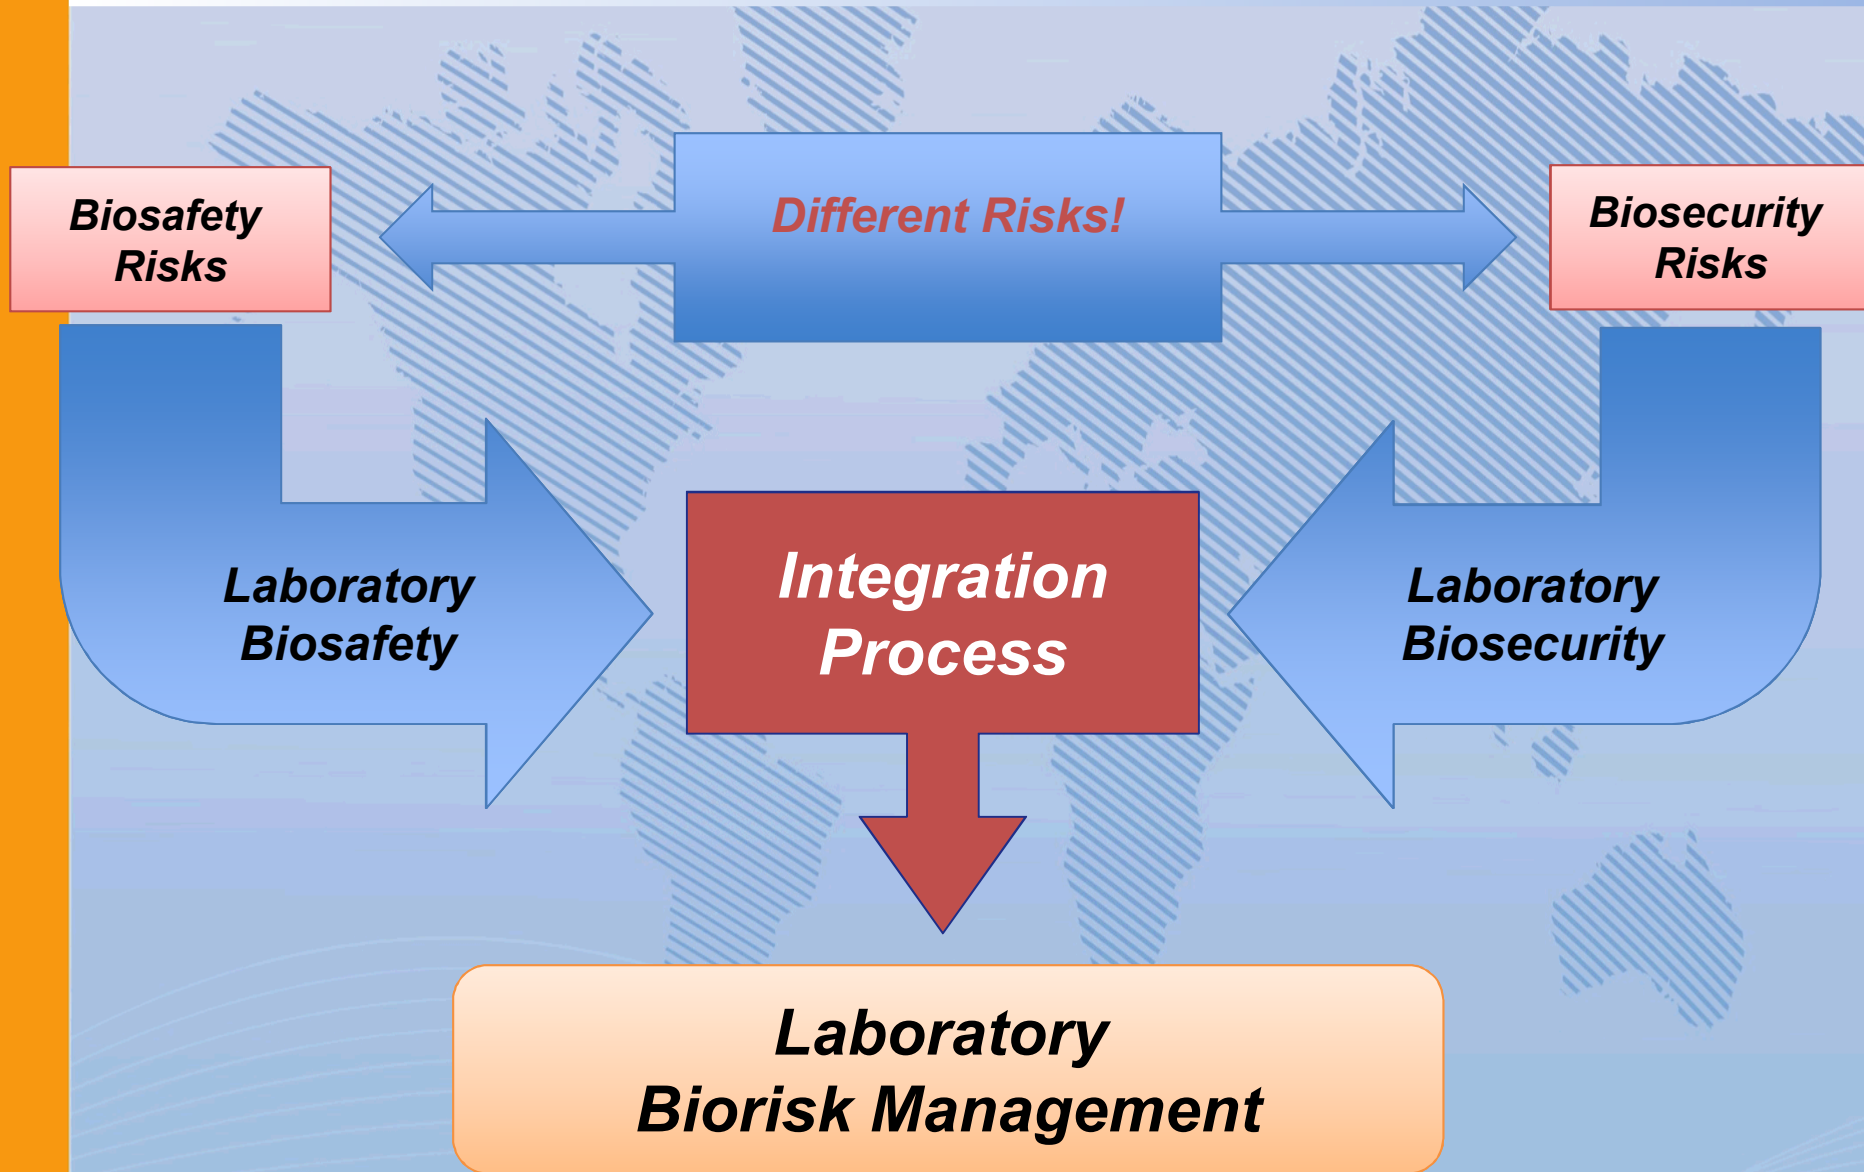 Different Risks!
Biosafety
Risks
Biosecurity
Risks
Laboratory
Biosafety
Integration
Process
Laboratory
Biosecurity
Laboratory
Biorisk Management